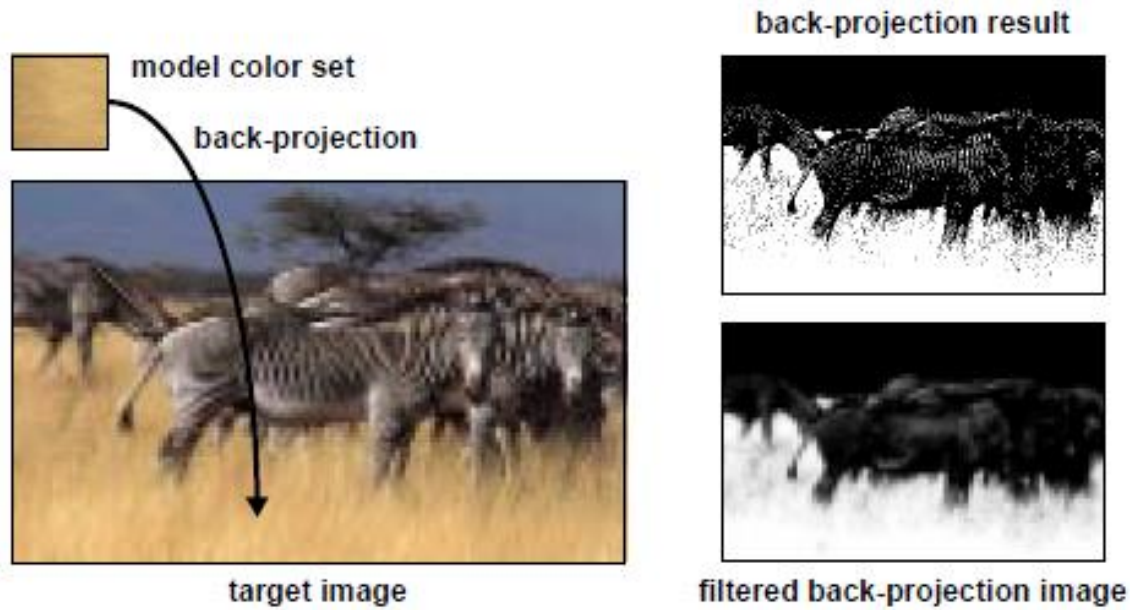 back-projection result
model color set
back-projection
target image
filtered back-projection image